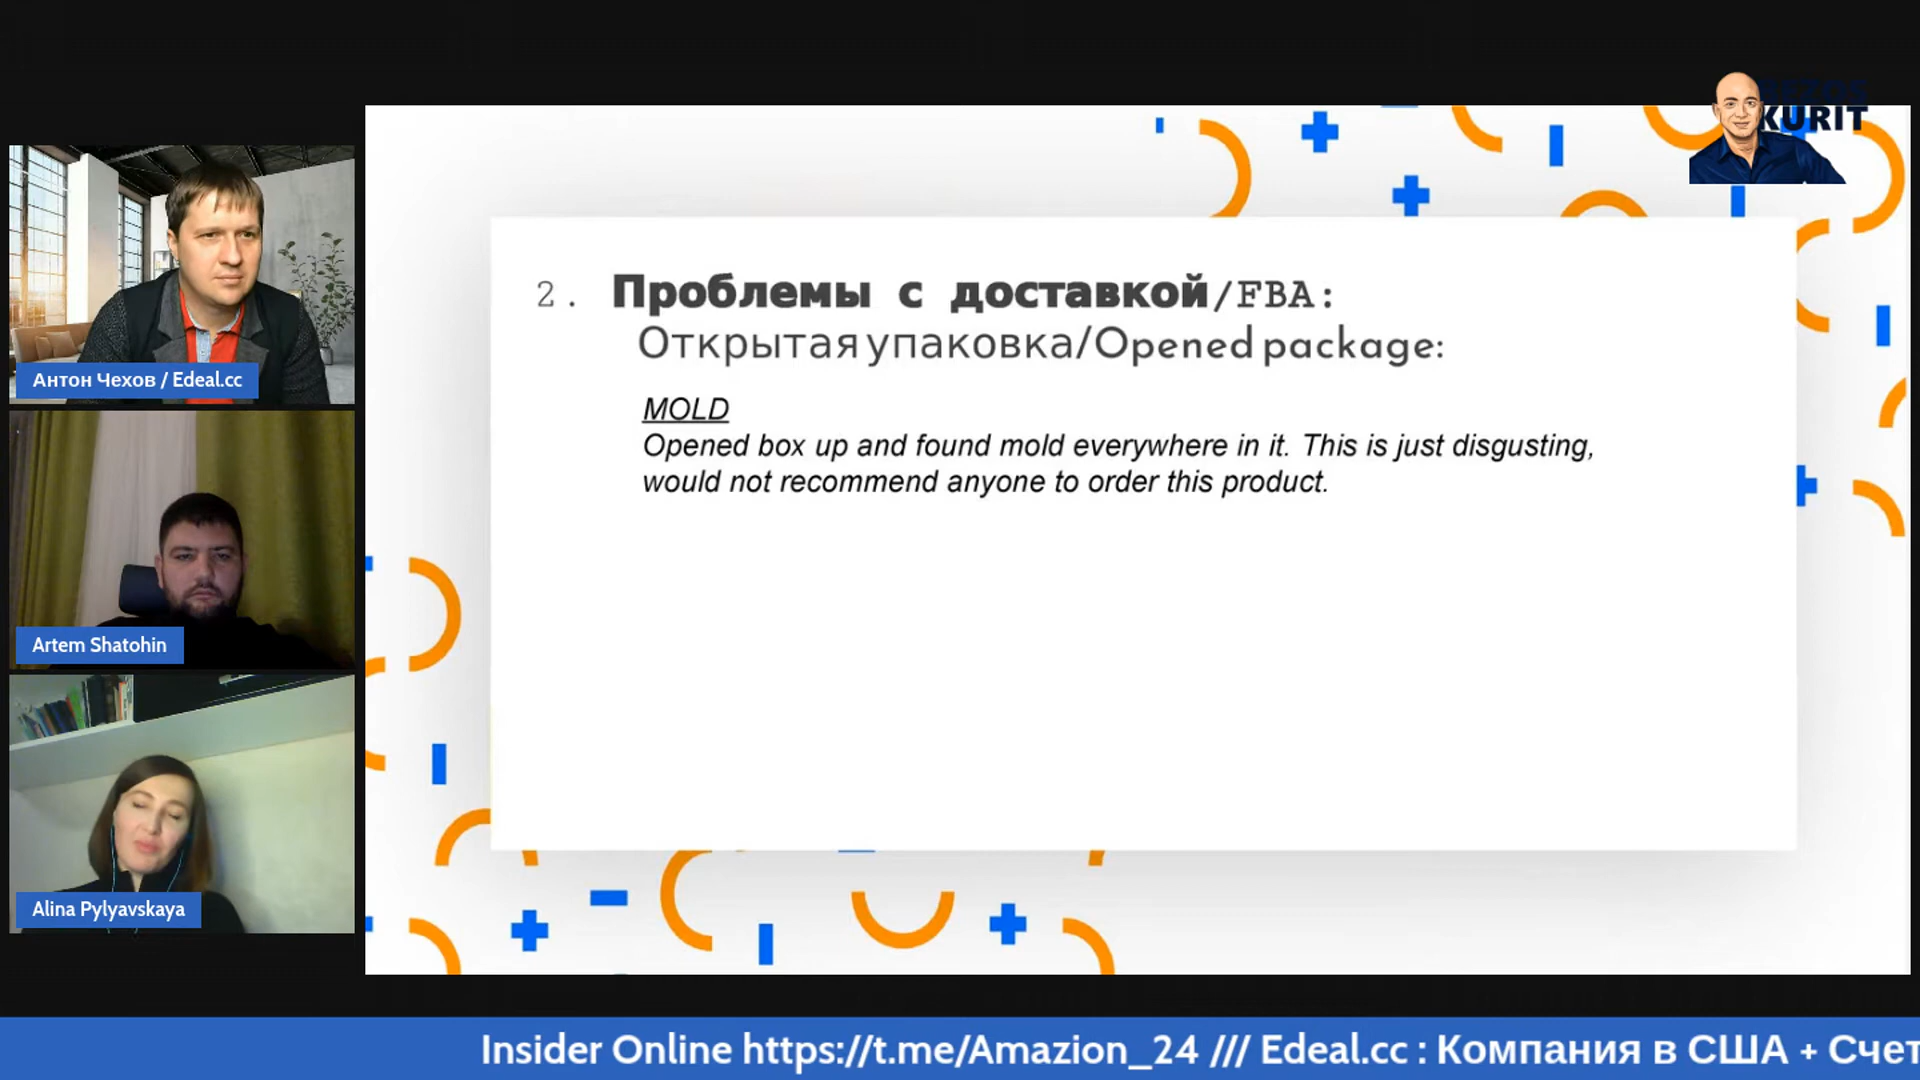 BEZOS
KURIT
2. Проблемы с доставкой/FBA:
Открытая упаковка/Opened package:
MOLD
Opened box up and found mold everywhere in it. This is just disgusting,
would not recommend anyone to order this product.
Антон Чехов / Edeal.cc
Artem Shatohin
Alina Pylyavskaya
Insider Online https://t.me/Amazion_24 /// Edeal.cc : Компания в США + Счет